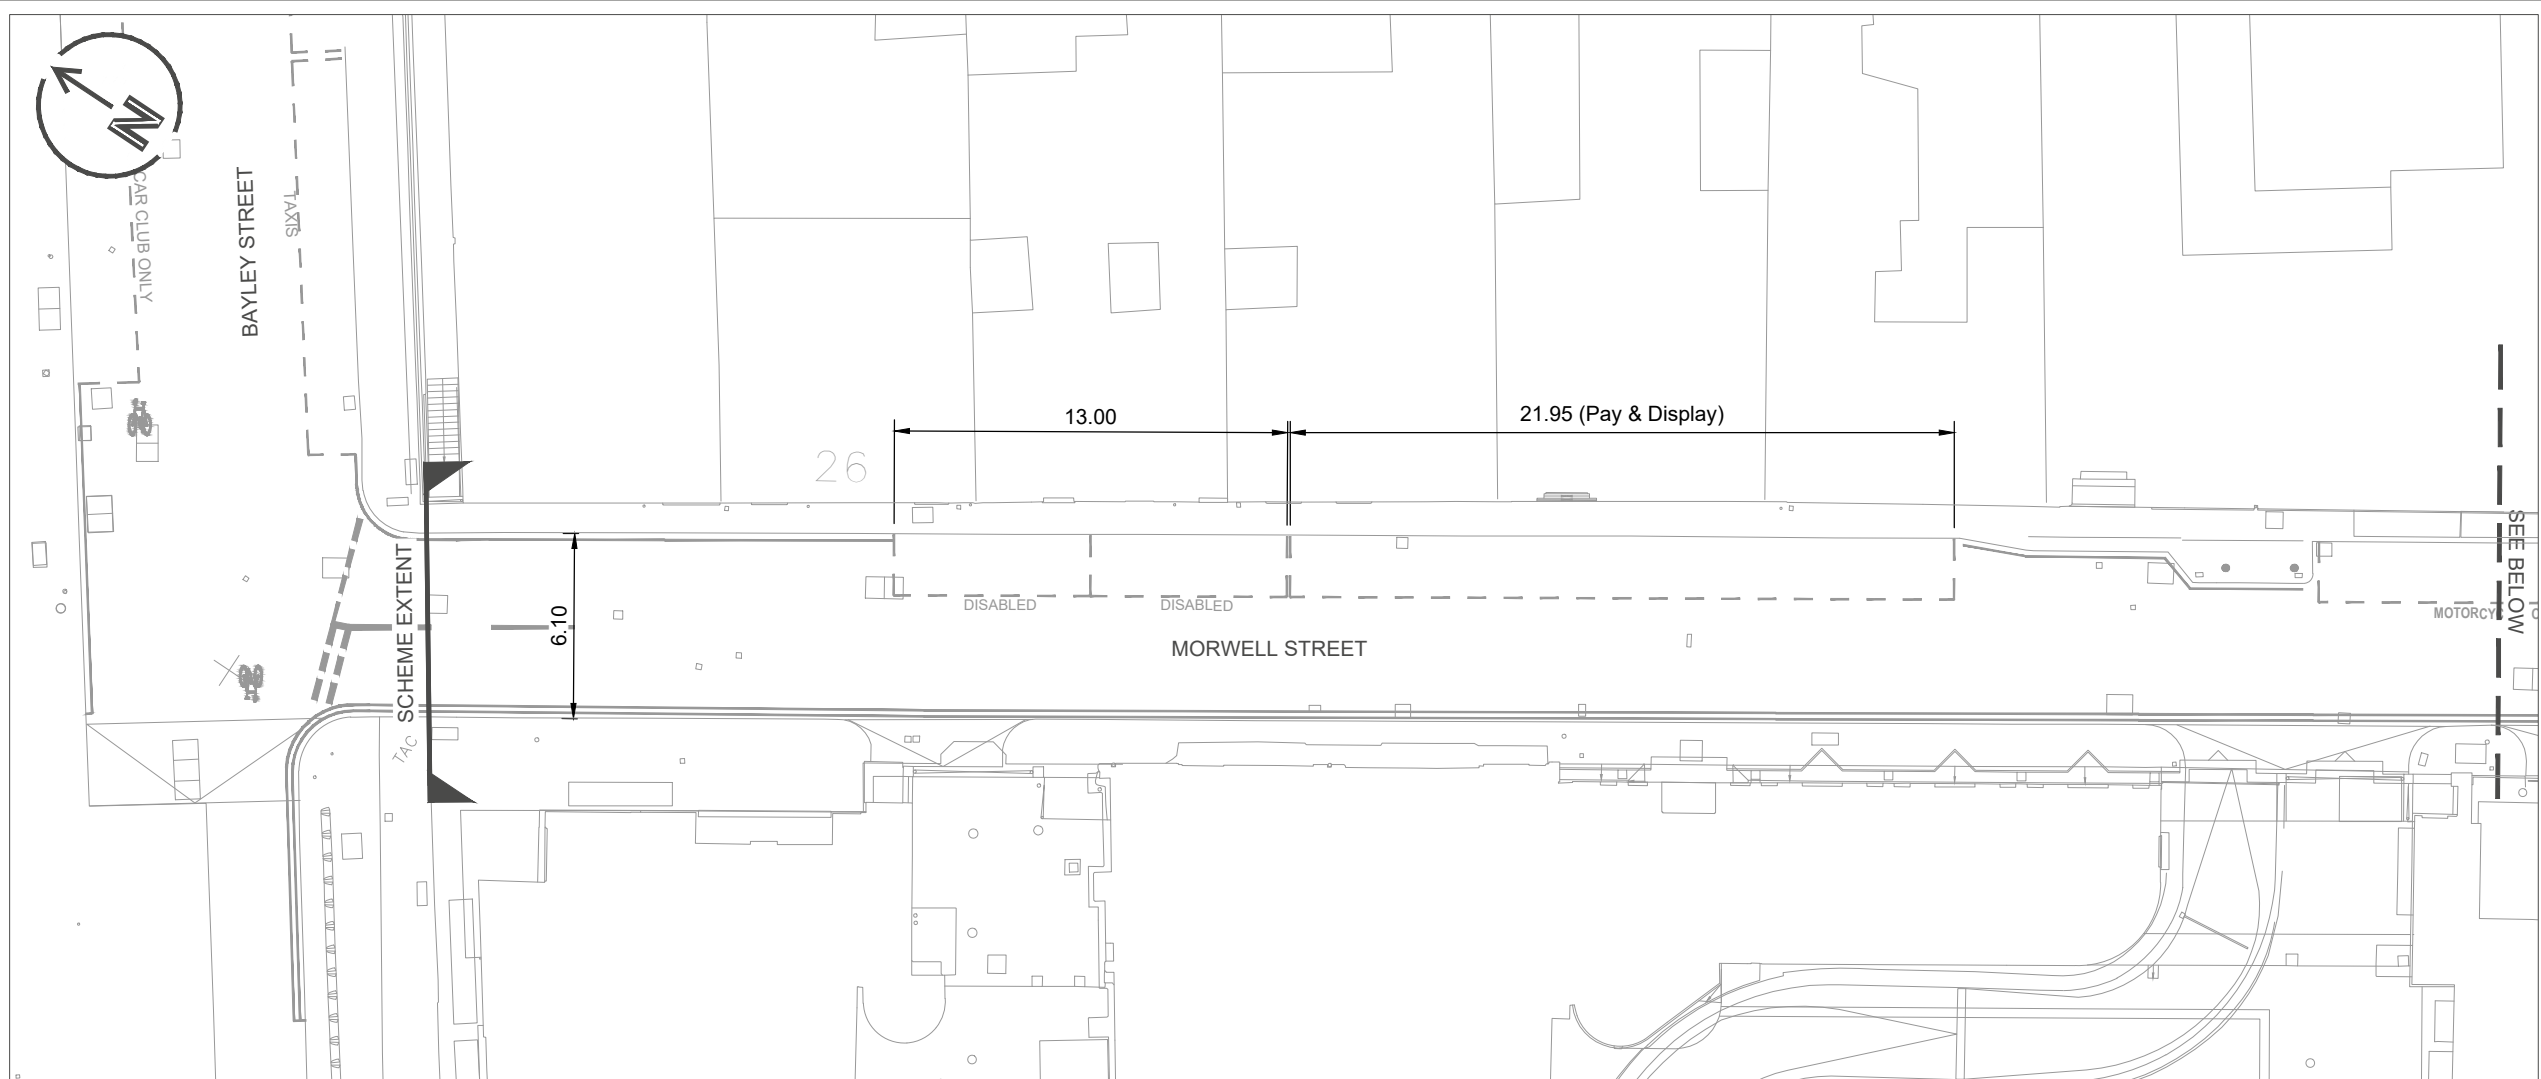 N
CAR CLUB ONLY
BAYLEY STREET
TAXIS
13.00
21.95 (Pay & Display)
26
SCHEME EXTENT
6.10
DISABLED
DISABLED
MORWELL STREET
SEE BELOW
TAC